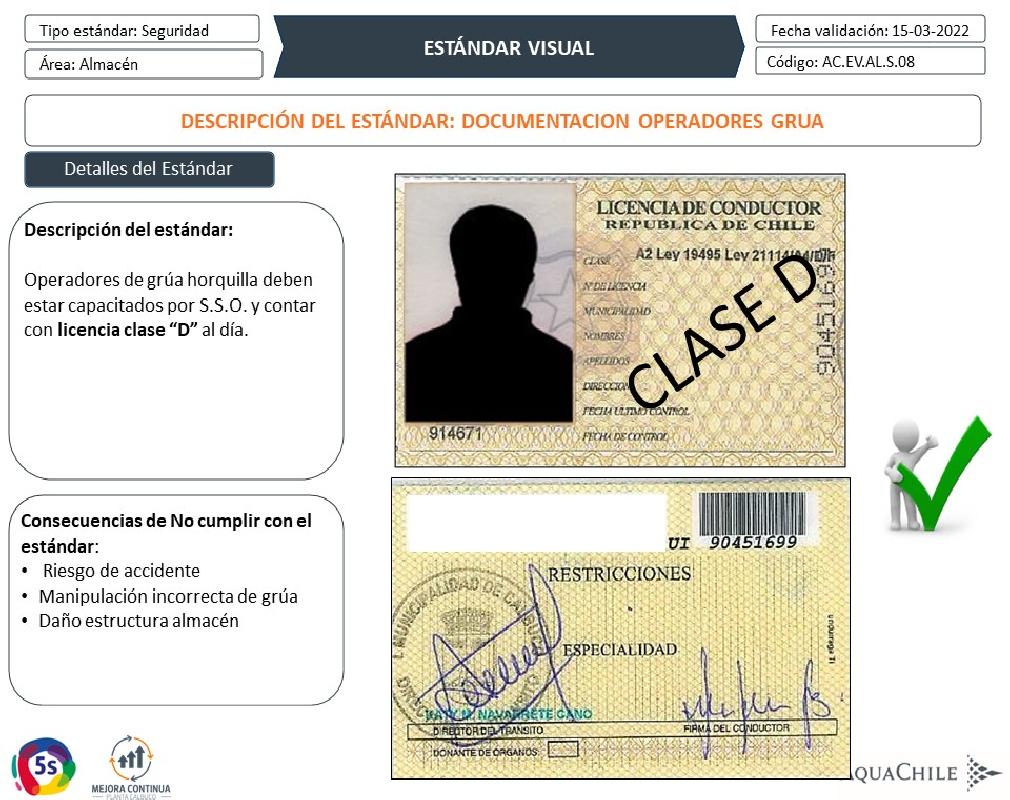 Tipo estándar: Seguridad
Área: Almacén
ESTÁNDAR VISUAL
Fecha validación: 15-03-2022
Código: AC.EV.AL.S.08
DESCRIPCIÓN DEL ESTÁNDAR: DOCUMENTACION OPERADORES GRUA
Detalles del Estándar
Descripción del estándar:
Operadores de grúa horquilla deben
estar capacitados por S.S.O. y contar
con licencia clase “D” al día.
Consecuencias de No cumplir con el
estándar:
• Riesgo de accidente
• Manipulación incorrecta de grúa
• Daño estructura almacén
LICENCIA DE CONDUCTOR
REPUBLICA DE CHILE
CLASE A2 Ley 19495 Ley 21114
Nº DE LICENCIA
MUNICIPALIDAD
NOMBRES
APELLIDOS
DIRECCION
FECHA ULTIMO CONTROL
FECHA DE CONTROL
CLASE D
90451699
914671
UI 90451699
RESTRICCIONES
ESPECIALIDAD
I. MUNICIPALIDAD DE
NAVARRETE CANO
DIRECTOR DEL TRANSITO
FIRMA DEL CONDUCTOR
DONANTE DE ORGANOS
5s
MEJORA CONTINUA
PLANTA CALBUCO
QUACHILE